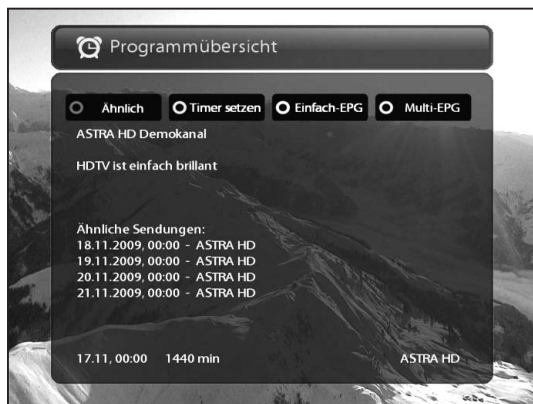 Programmübersicht
Ähnlich Timer setzen Einfach-EPG Multi-EPG
ASTRA HD Demokanal
HDTV ist einfach brillant
Ähnliche Sendungen:
18.11.2009, 00:00 - ASTRA HD
19.11.2009, 00:00 - ASTRA HD
20.11.2009, 00:00 - ASTRA HD
21.11.2009, 00:00 - ASTRA HD
17.11, 00:00 1440 min ASTRA HD